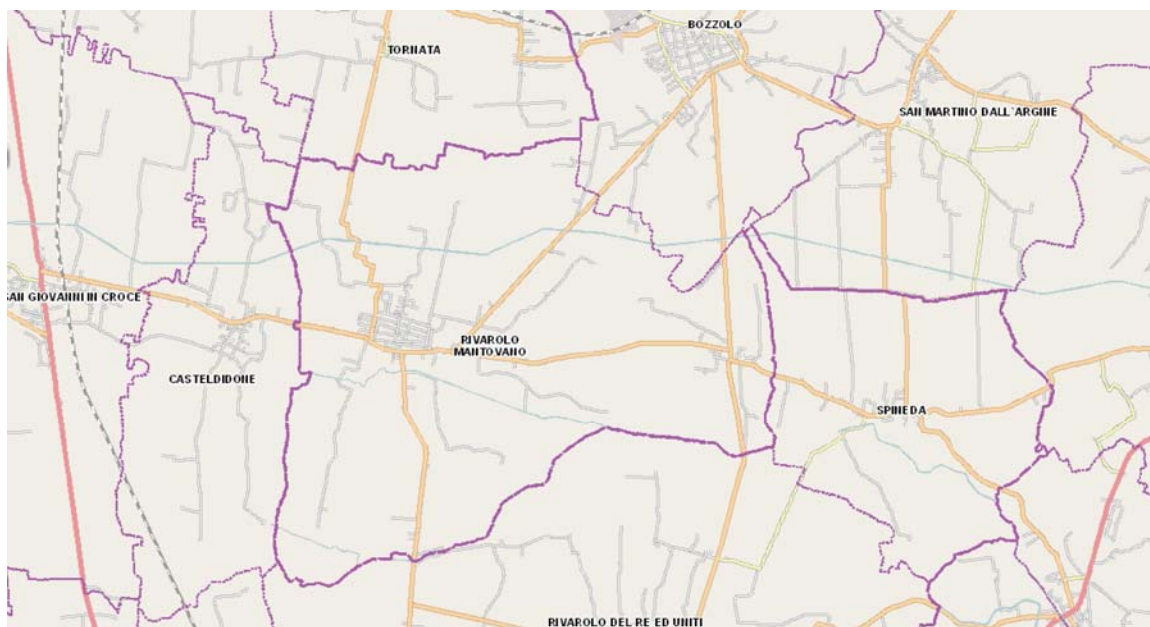 BOZZOLO
TORNATA
SAN MARTINO DALL`ARGINE
SAN GIOVANNI IN CROCE
RIVAROLO
MANTOVANO
CASTELDIDONE
SPINEDA
RIVAROLO DEL RE ED UNITI